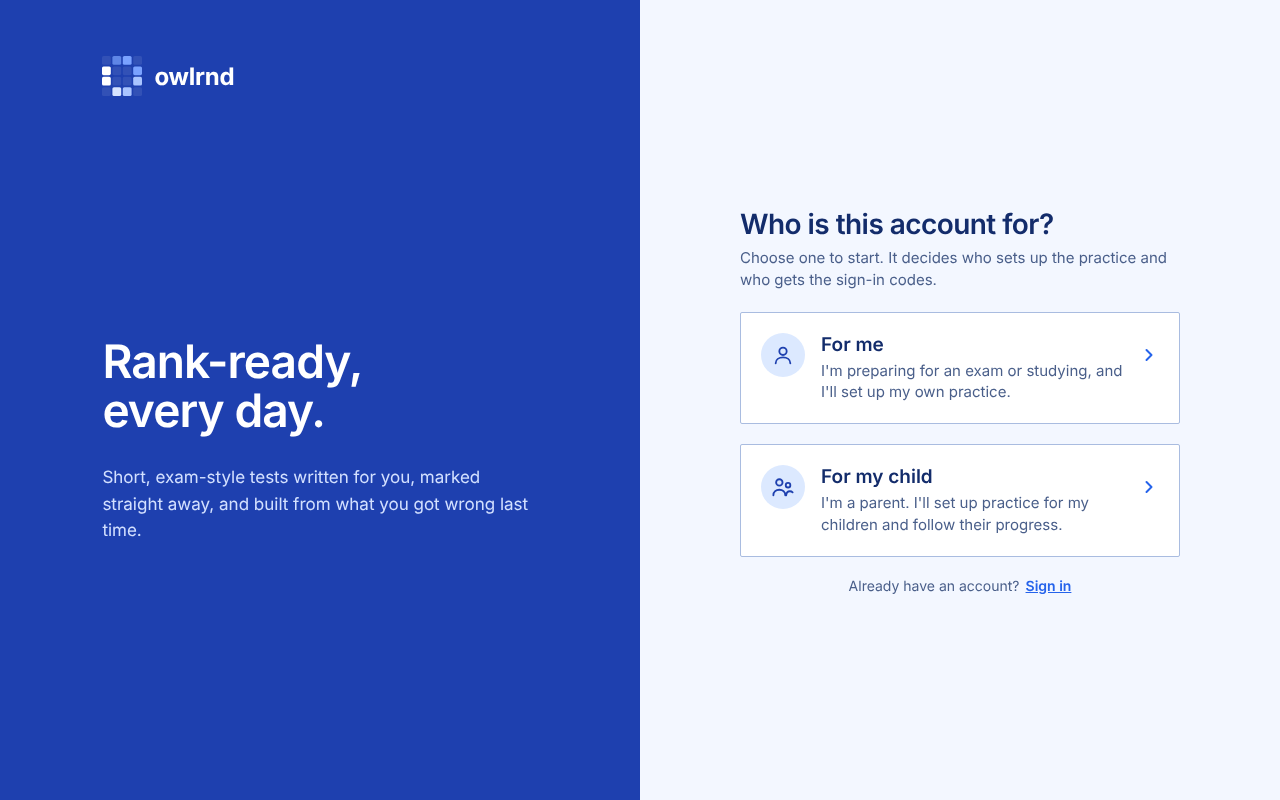 owlrnd
Rank-ready,
every day.
Short, exam-style tests written for you, marked
straight away, and built from what you got wrong last
time.
Who is this account for?
Choose one to start. It decides who sets up the practice and
who gets the sign-in codes.
For me
I'm preparing for an exam or studying, and
I'll set up my own practice.
For my child
I'm a parent. I'll set up practice for my
children and follow their progress.
Already have an account? Sign in